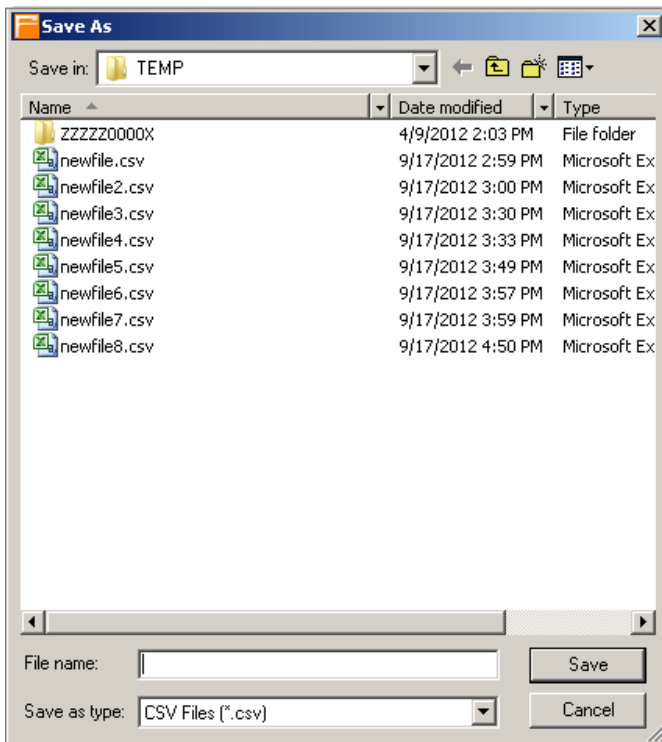 Save As
Save in: TEMP
Name Date modified Type
ZZZZZ0000X 4/9/2012 2:03 PM File folder
newfile.csv 9/17/2012 2:59 PM Microsoft Ex
newfile2.csv 9/17/2012 3:00 PM Microsoft Ex
newfile3.csv 9/17/2012 3:30 PM Microsoft Ex
newfile4.csv 9/17/2012 3:33 PM Microsoft Ex
newfile5.csv 9/17/2012 3:49 PM Microsoft Ex
newfile6.csv 9/17/2012 3:57 PM Microsoft Ex
newfile7.csv 9/17/2012 3:59 PM Microsoft Ex
newfile8.csv 9/17/2012 4:50 PM Microsoft Ex
File name: Save
Save as type: CSV Files (*.csv) Cancel